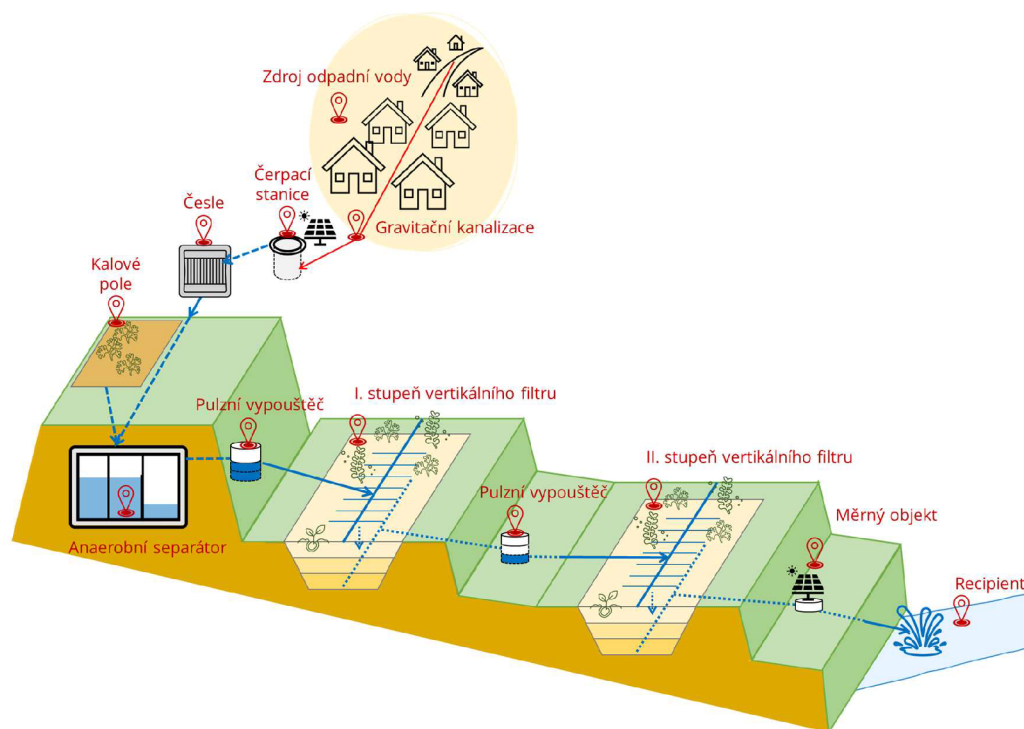 Zdroj odpadní vody
Čerpací
stanice
Česle
Gravitační kanalizace
Kalové
pole
I. stupeň vertikálního filtru
Pulzní vypouštěč
II. stupeň vertikálního filtru
Pulzní vypouštěč
Měrný objekt
Anaerobní separátor
Recipient